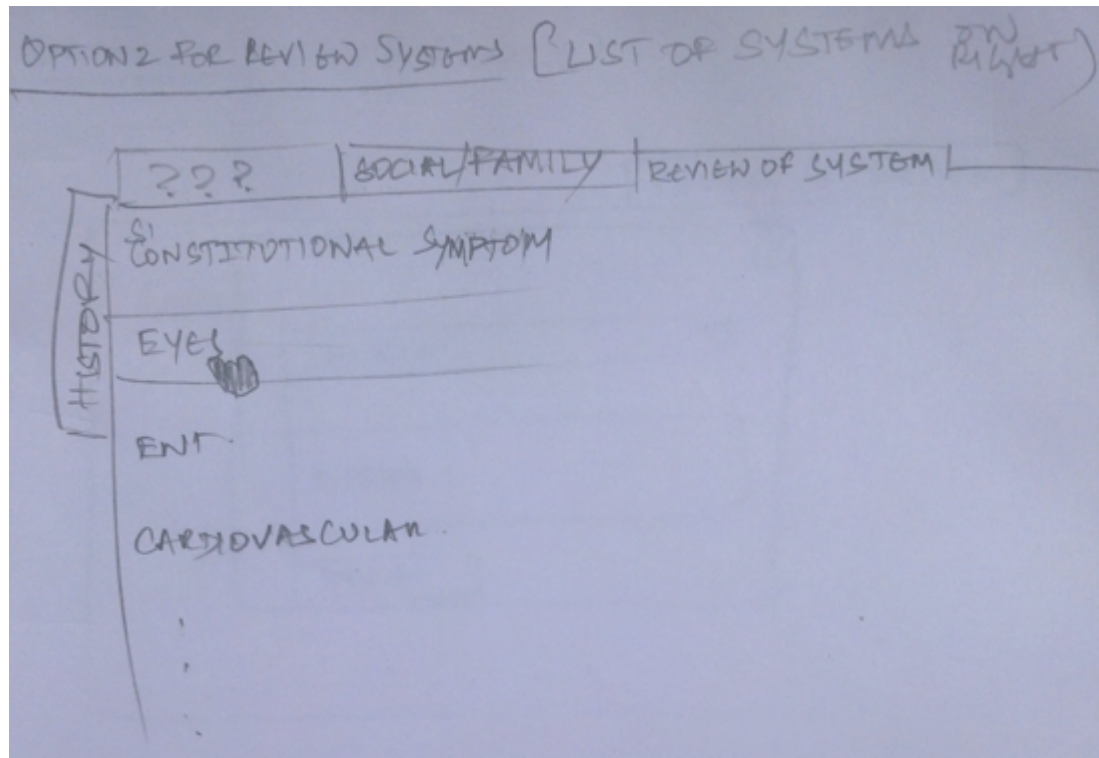 OPTION 2 FOR REVIEW SYSTEMS [LIST OF SYSTEMS ON RIGHT)
??? SOCIAL/FAMILY REVIEW OF SYSTEM
HISTORY
CONSTITUTIONAL SYMPTOM
EYES
ENT.
CARDIOVASCULAR.